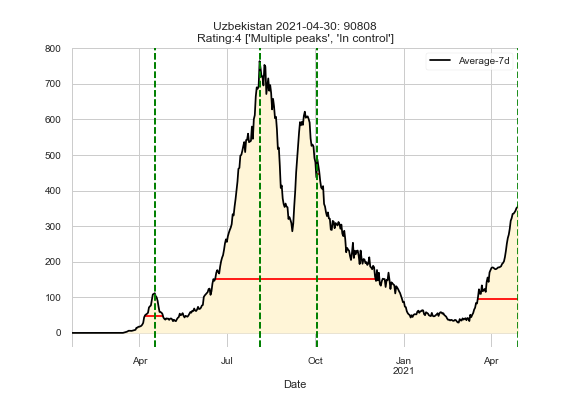 Uzbekistan 2021-04-30: 90808
Rating:4 ['Multiple peaks', 'In control']
Average-7d
800
700
600
500
400
300
200
100
0
Apr
Jul
Oct
Jan
2021
Apr
Date